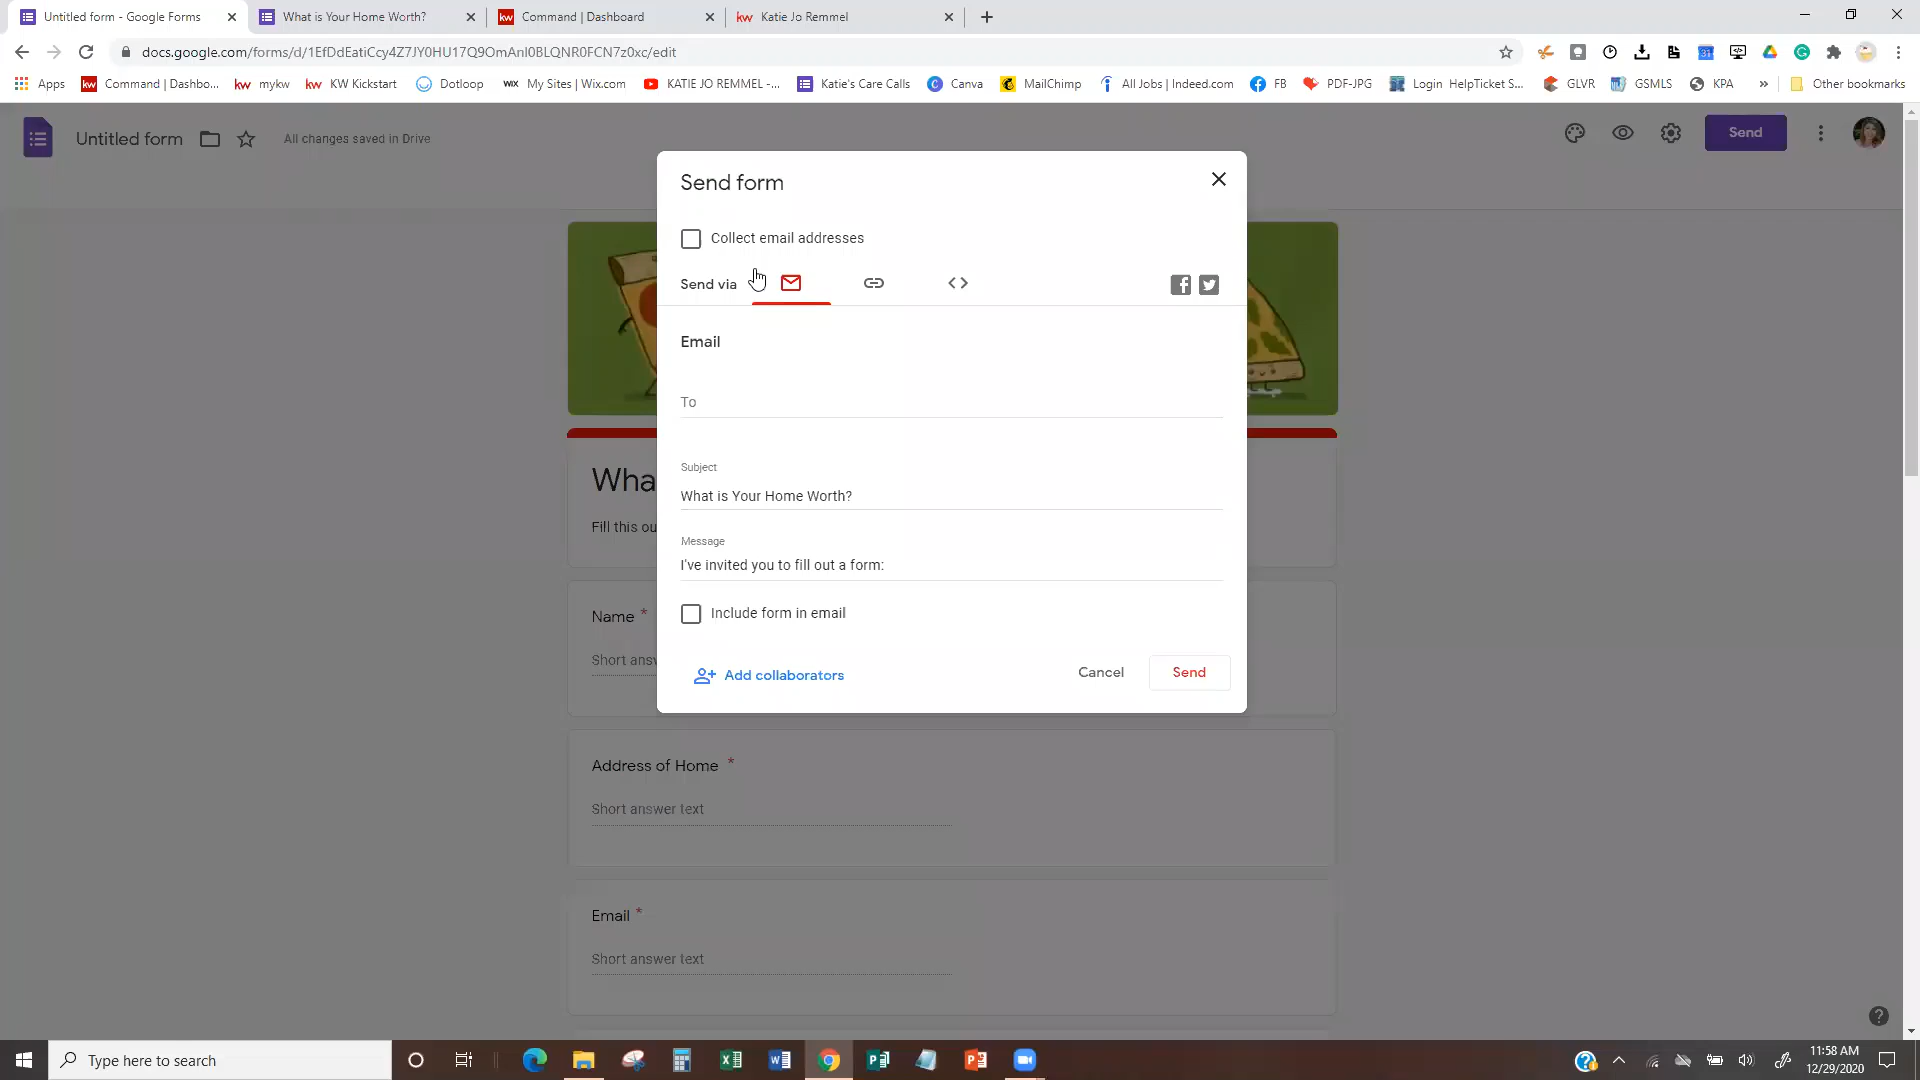 Untitled form - Google Forms
What is Your Home Worth?
kw
Command | Dashboard
kw
Katie Jo Remmel
docs.google.com/forms/d/1EfDdEatiCcy4Z7JY0HU17Q9OmAnl0BLQNR0FCN7z0xc/edit
Apps
kw
Command | Dashbo...
kw
mykw
kw
KW Kickstart
Dotloop
WIX
My Sites | Wix.com
KATIE JO REMMEL -...
Katie's Care Calls
Canva
MailChimp
All Jobs | Indeed.com
FB
PDF-JPG
Login HelpTicket S...
GLVR
GSMLS
KPA
»
Other bookmarks
Untitled form
All changes saved in Drive
Send
Send form
Collect email addresses
Send via
Email
To
Subject
What is Your Home Worth?
Message
I've invited you to fill out a form:
Include form in email
Add collaborators
Cancel
Send
Wha
Fill this ou
Name *
Short answ
Address of Home *
Short answer text
Email *
Short answer text
Type here to search
11:58 AM
12/29/2020